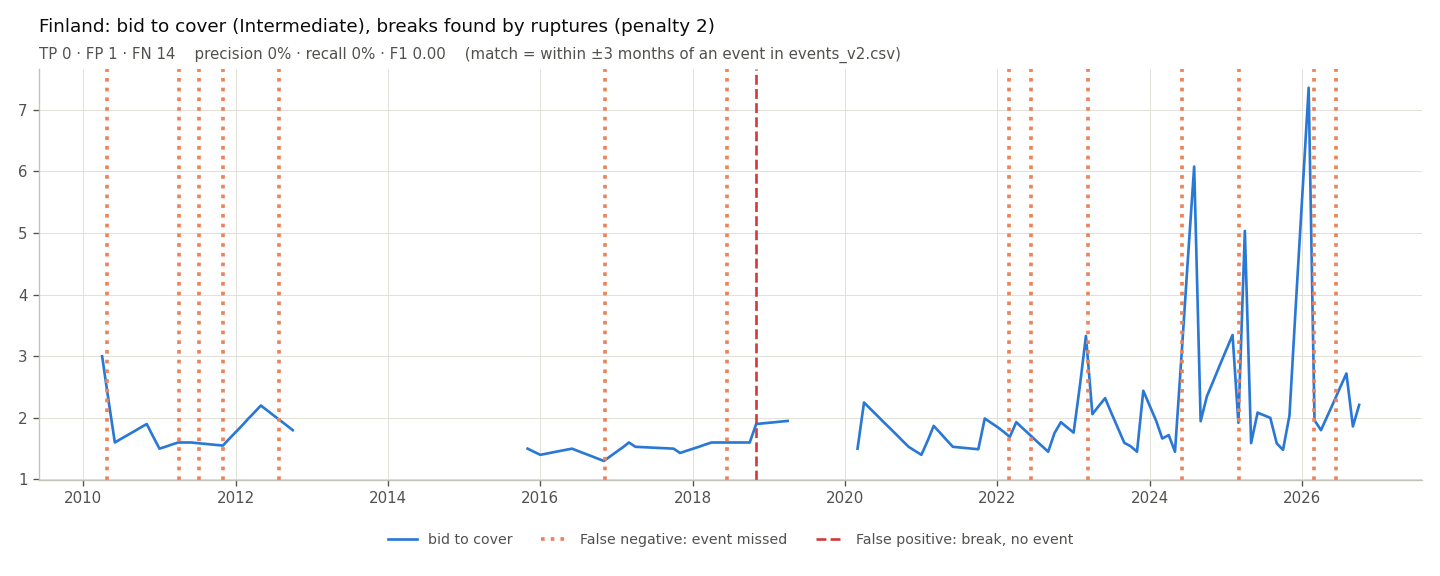 Finland: bid to cover (Intermediate), breaks found by ruptures (penalty 2)
TP 0 · FP 1 · FN 14    precision 0% · recall 0% · F1 0.00    (match = within ±3 months of an event in events_v2.csv)
7
6
5
4
3
2
1
2010 2012 2014 2016 2018 2020 2022 2024 2026
bid to cover    False negative: event missed    False positive: break, no event